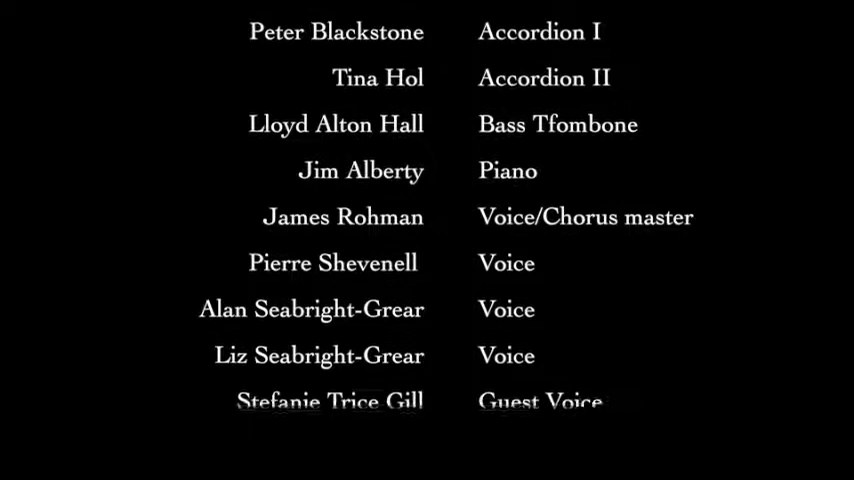 Peter Blackstone Accordion I
Tina Hol Accordion II
Lloyd Alton Hall Bass Tfombone
Jim Alberty Piano
James Rohman Voice/Chorus master
Pierre Shevenell Voice
Alan Seabright-Grear Voice
Liz Seabright-Grear Voice
Stefanie Trice Gill Guest Voice